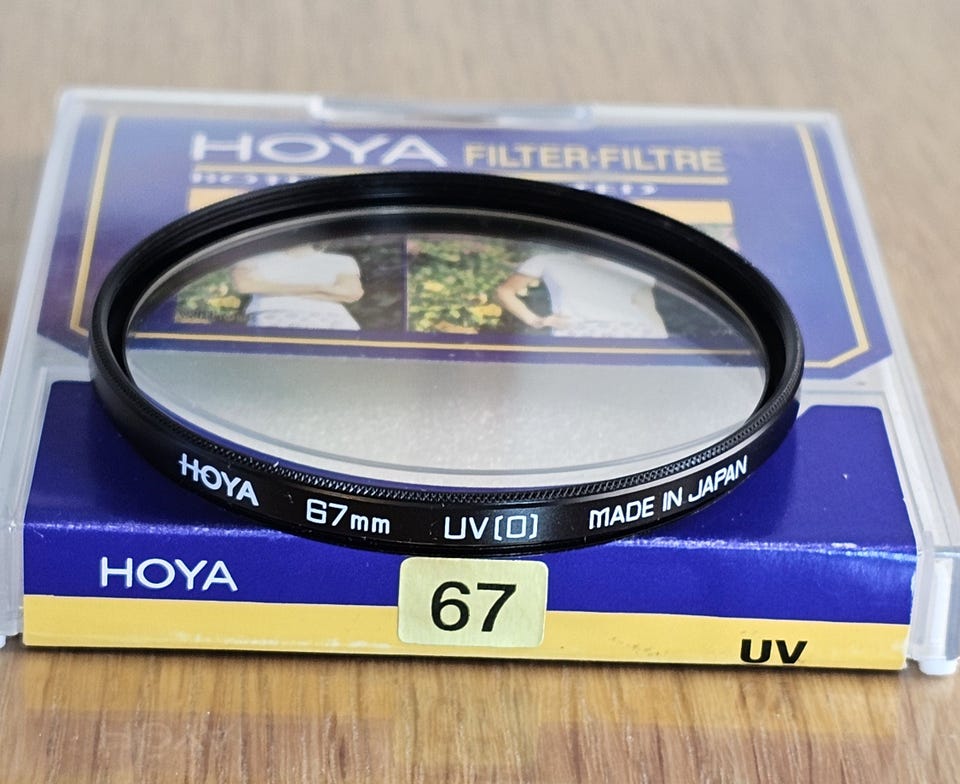 HOYA FILTER·FILTRE
HOYA 67mm UV(0) MADE IN JAPAN
HOYA
67
UV